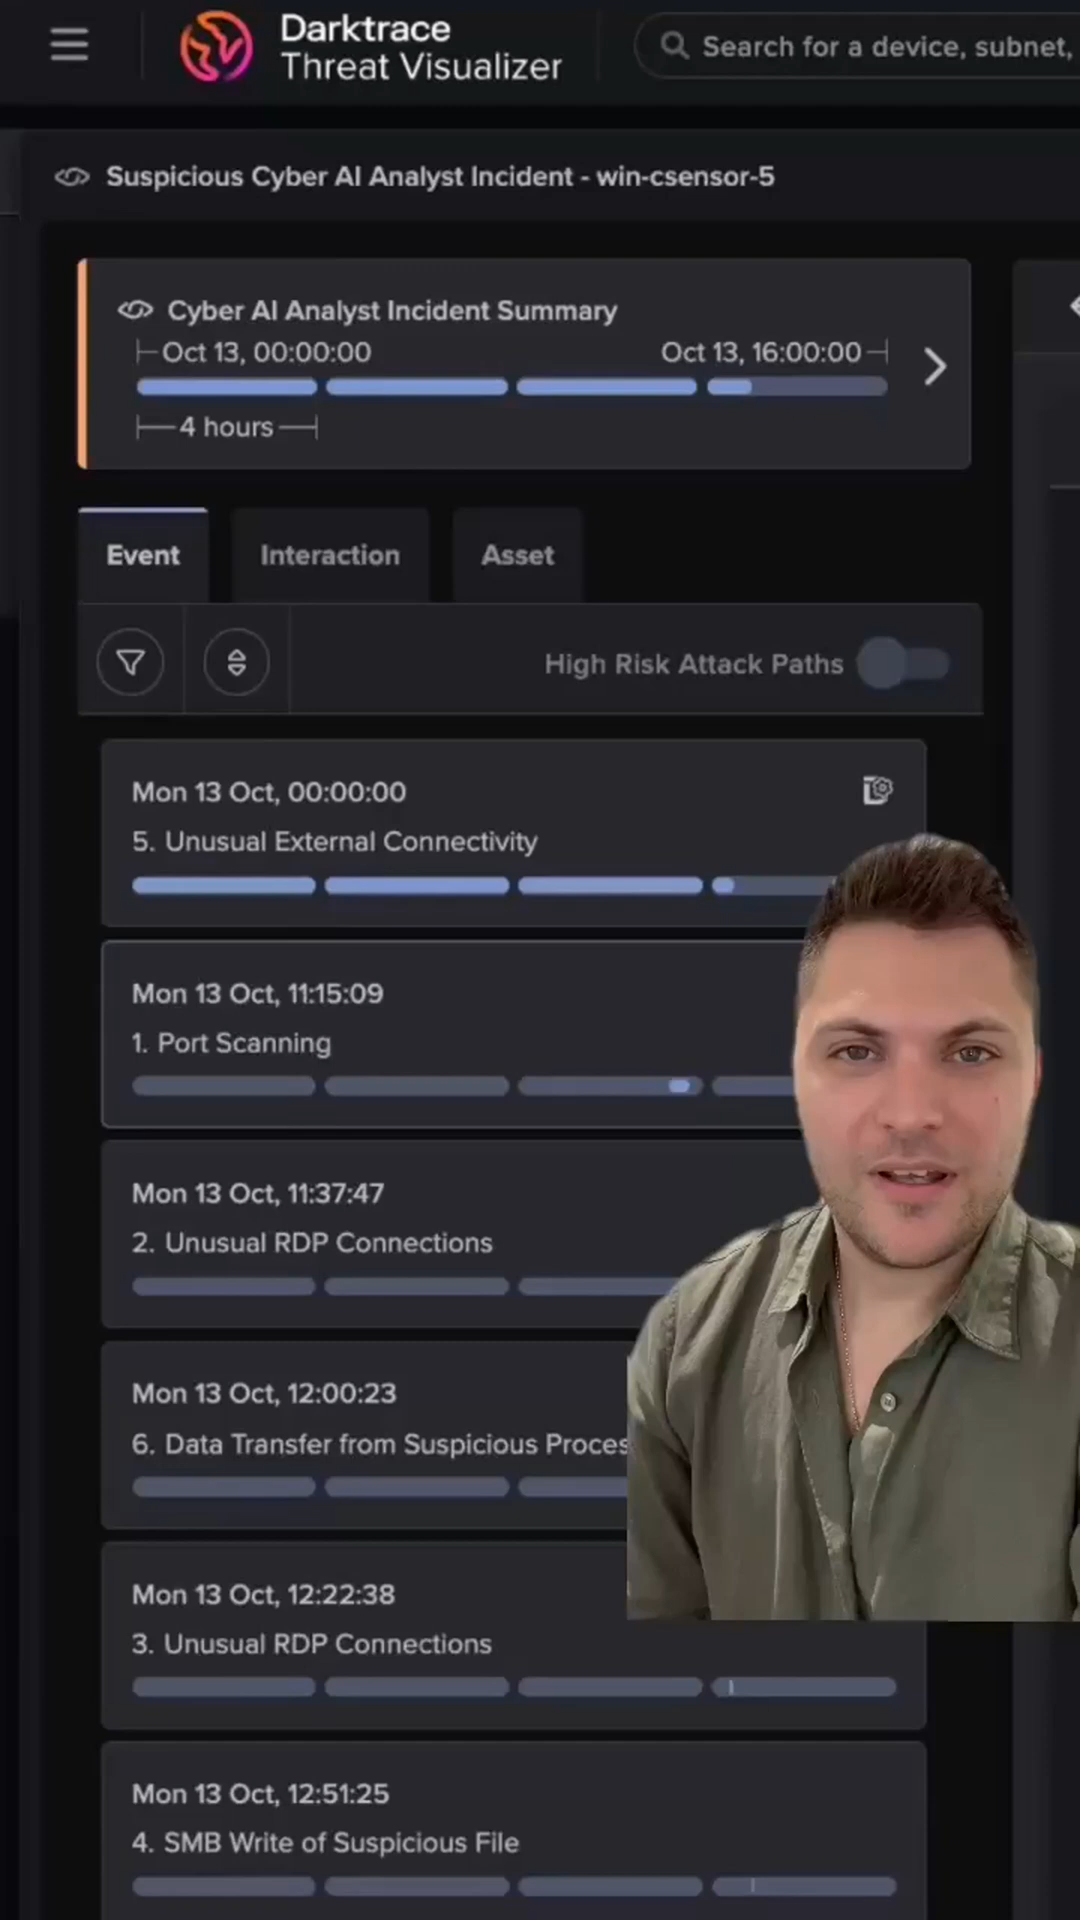 Darktrace
Threat Visualizer
Search for a device, subnet,
Suspicious Cyber AI Analyst Incident - win-csensor-5
Cyber AI Analyst Incident Summary
Oct 13, 00:00:00
Oct 13, 16:00:00
4 hours
Event
Interaction
Asset
High Risk Attack Paths
Mon 13 Oct, 00:00:00
5. Unusual External Connectivity
Mon 13 Oct, 11:15:09
1. Port Scanning
Mon 13 Oct, 11:37:47
2. Unusual RDP Connections
Mon 13 Oct, 12:00:23
6. Data Transfer from Suspicious Proces
Mon 13 Oct, 12:22:38
3. Unusual RDP Connections
Mon 13 Oct, 12:51:25
4. SMB Write of Suspicious File